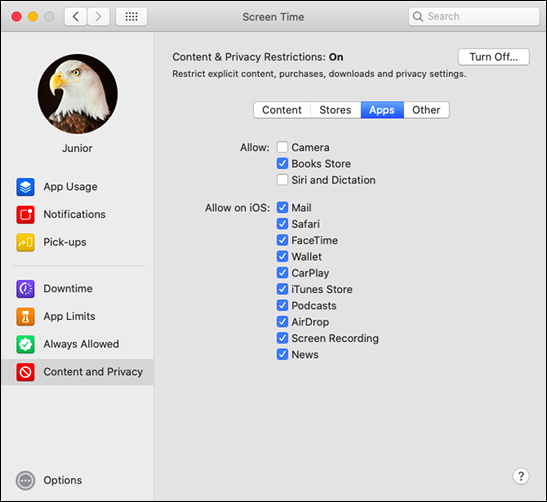 Screen Time
Search
Junior
App Usage
Notifications
Pick-ups
Downtime
App Limits
Always Allowed
Content and Privacy
Options
Content & Privacy Restrictions: On
Turn Off...
Restrict explicit content, purchases, downloads and privacy settings.
Content Stores Apps Other
Allow: Camera
Books Store
Siri and Dictation
Allow on iOS: Mail
Safari
FaceTime
Wallet
CarPlay
iTunes Store
Podcasts
AirDrop
Screen Recording
News
?